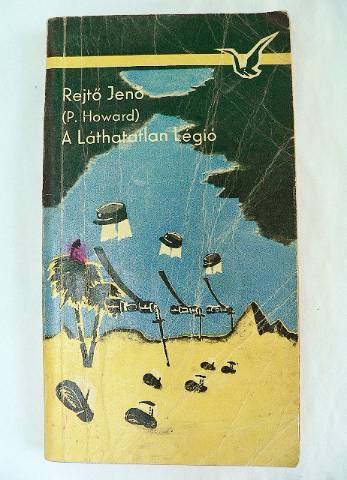 Rejtő Jenő
(P. Howard)
A Láthatatlan Légió